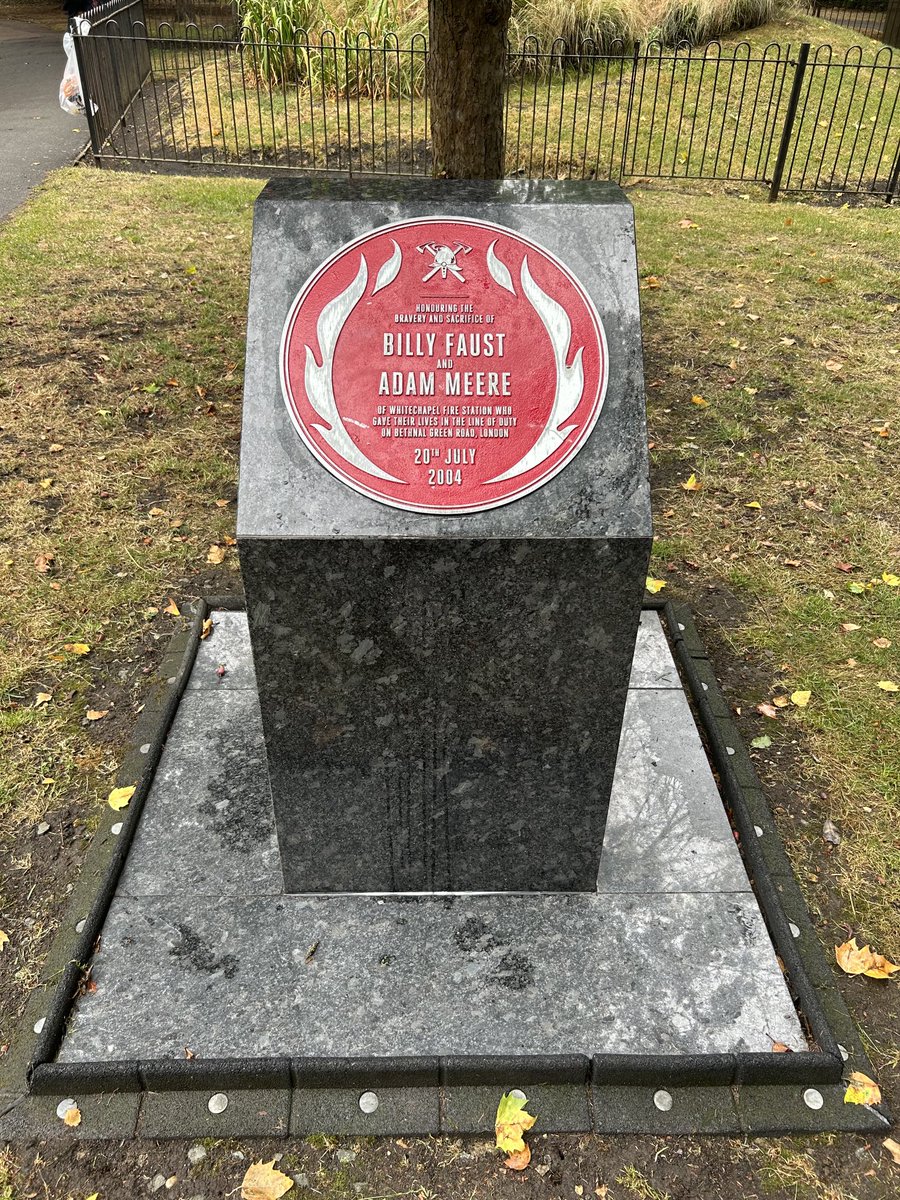 HONOURING THE
BRAVERY AND SACRIFICE OF
BILLY FAUST
AND
ADAM MEERE
OF WHITECHAPEL FIRE STATION WHO
GAVE THEIR LIVES IN THE LINE OF DUTY
ON BETHNAL GREEN ROAD, LONDON
20TH JULY
2004